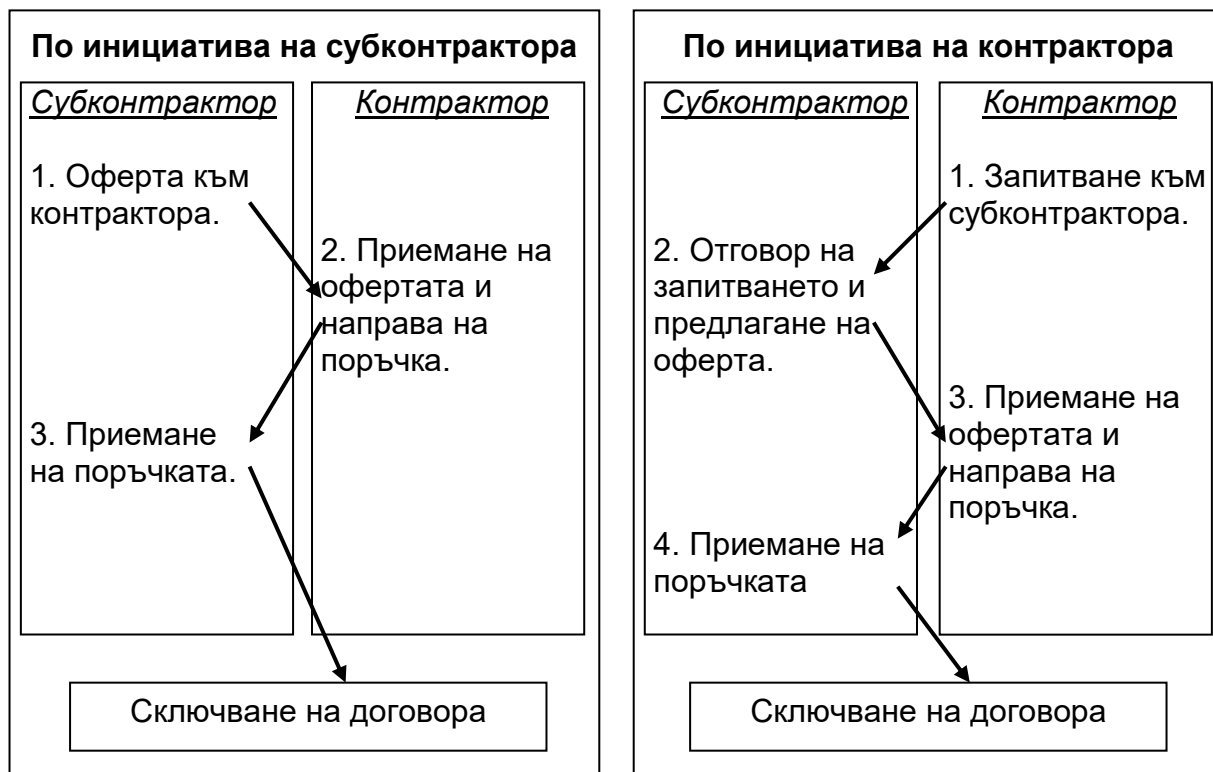 По инициатива на субконтрактора
Субконтрактор
Контрактор
1. Оферта към
контрактора.
2. Приемане на
офертата и
направа на
поръчка.
3. Приемане
на поръчката.
Сключване на договора
По инициатива на контрактора
Субконтрактор
Контрактор
1. Запитване към
субконтрактора.
2. Отговор на
запитването и
предлагане на
оферта.
3. Приемане на
офертата и
направа на
поръчка.
4. Приемане на
поръчката
Сключване на договора